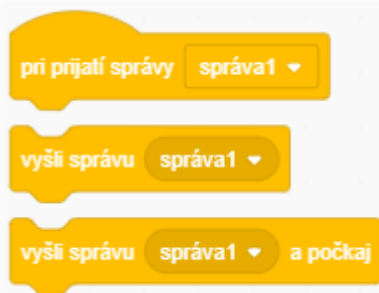 pri prijatí správy správa1
vyšli správu správa1
vyšli správu správa1 a počkaj